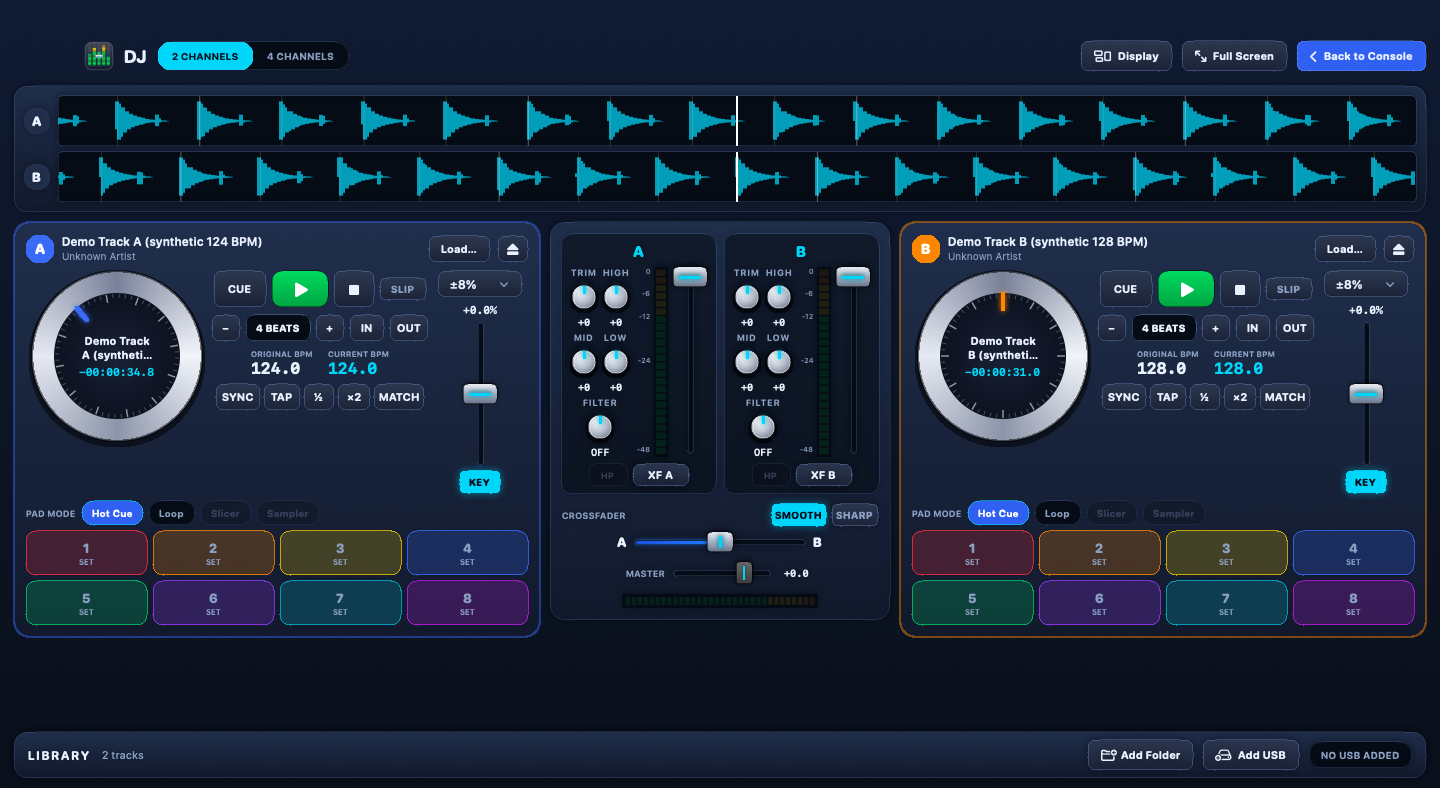 DJ
2 CHANNELS
4 CHANNELS
Display
Full Screen
Back to Console
A
B
A
Demo Track A (synthetic 124 BPM)
Unknown Artist
Load...
Demo Track
A (syntheti...
-00:00:34.8
CUE
SLIP
±8%
−
4 BEATS
+
IN
OUT
+0.0%
ORIGINAL BPM
CURRENT BPM
124.0
124.0
SYNC
TAP
½
×2
MATCH
KEY
PAD MODE
Hot Cue
Loop
Slicer
Sampler
1
SET
2
SET
3
SET
4
SET
5
SET
6
SET
7
SET
8
SET
A
TRIM
HIGH
+0
+0
MID
LOW
+0
+0
FILTER
OFF
0
-6
-12
-24
-48
HP
XF A
B
TRIM
HIGH
+0
+0
MID
LOW
+0
+0
FILTER
OFF
0
-6
-12
-24
-48
HP
XF B
CROSSFADER
SMOOTH
SHARP
A
B
MASTER
+0.0
B
Demo Track B (synthetic 128 BPM)
Unknown Artist
Load...
Demo Track
B (syntheti...
-00:00:31.0
CUE
SLIP
±8%
−
4 BEATS
+
IN
OUT
+0.0%
ORIGINAL BPM
CURRENT BPM
128.0
128.0
SYNC
TAP
½
×2
MATCH
KEY
PAD MODE
Hot Cue
Loop
Slicer
Sampler
1
SET
2
SET
3
SET
4
SET
5
SET
6
SET
7
SET
8
SET
LIBRARY
2 tracks
Add Folder
Add USB
NO USB ADDED